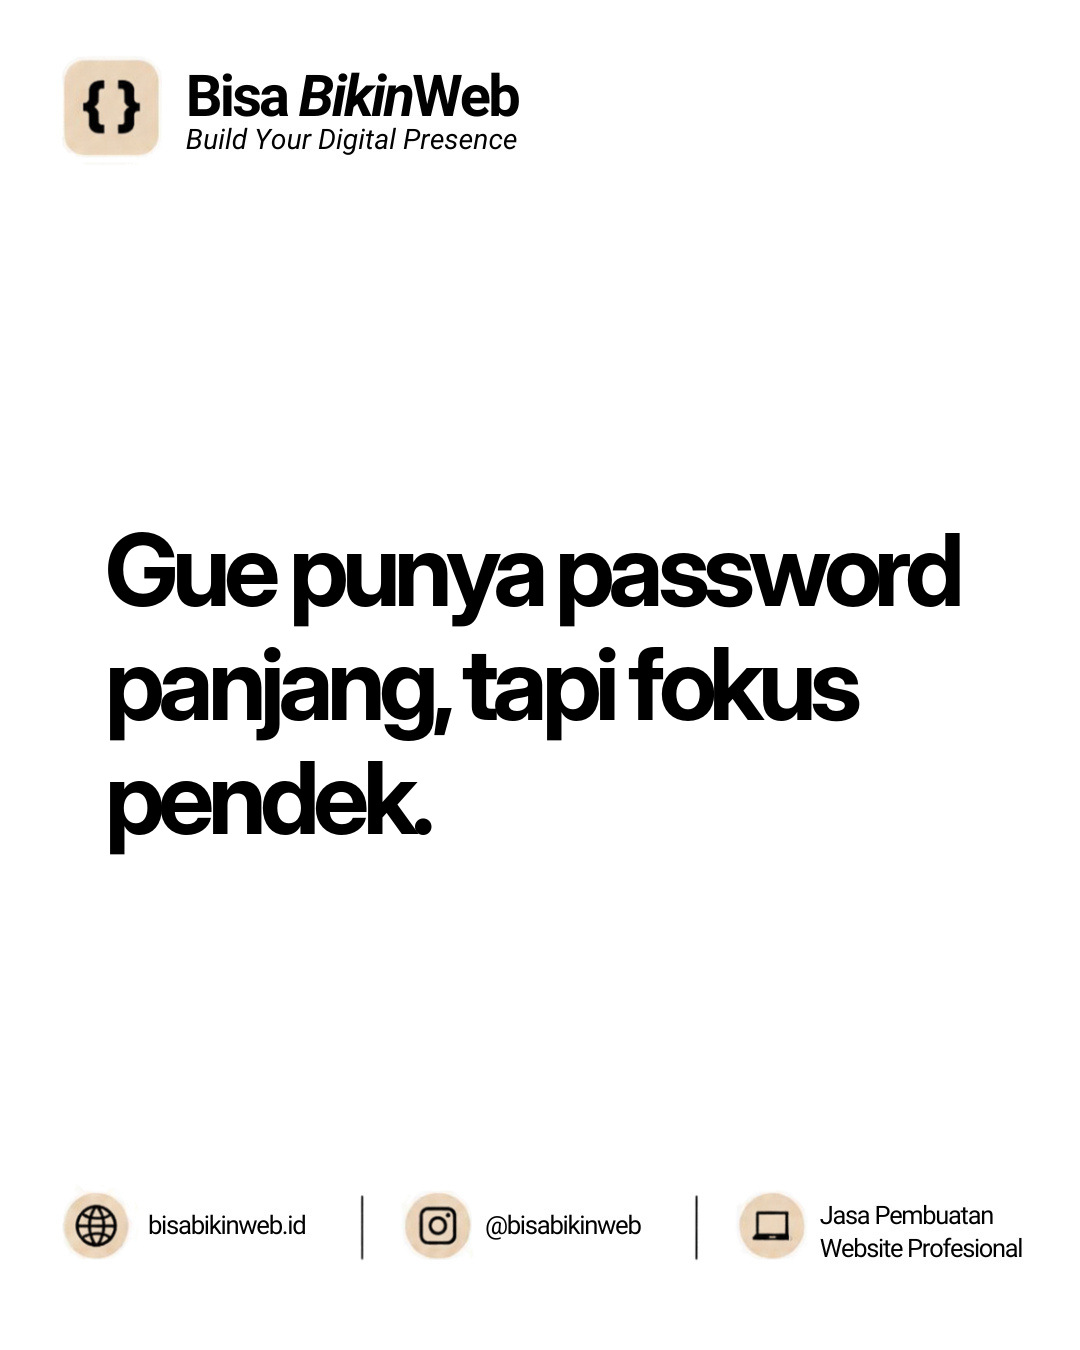 Bisa BikinWeb
Build Your Digital Presence
Gue punya password
panjang, tapi fokus
pendek.
bisabikinweb.id
@bisabikinweb
Jasa Pembuatan
Website Profesional